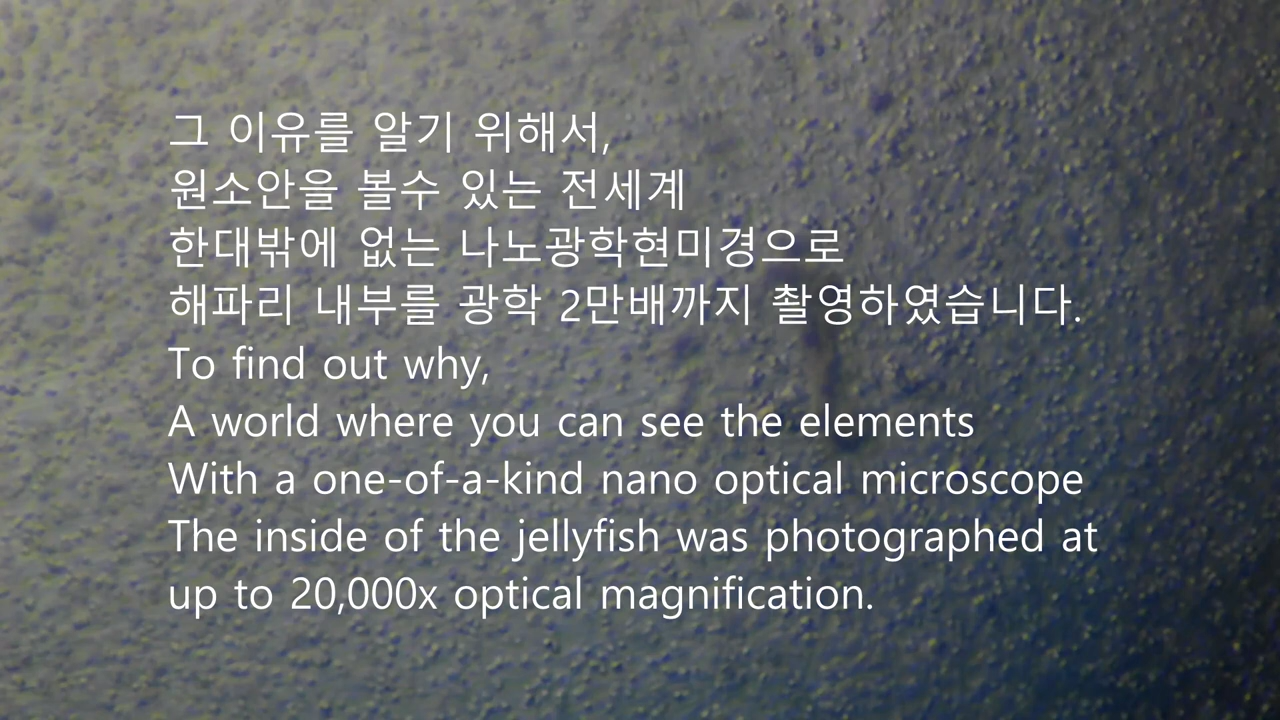 그 이유를 알기 위해서,
원소안을 볼수 있는 전세계
한대밖에 없는 나노광학현미경으로
해파리 내부를 광학 2만배까지 촬영하였습니다.
To find out why,
A world where you can see the elements
With a one-of-a-kind nano optical microscope
The inside of the jellyfish was photographed at
up to 20,000x optical magnification.